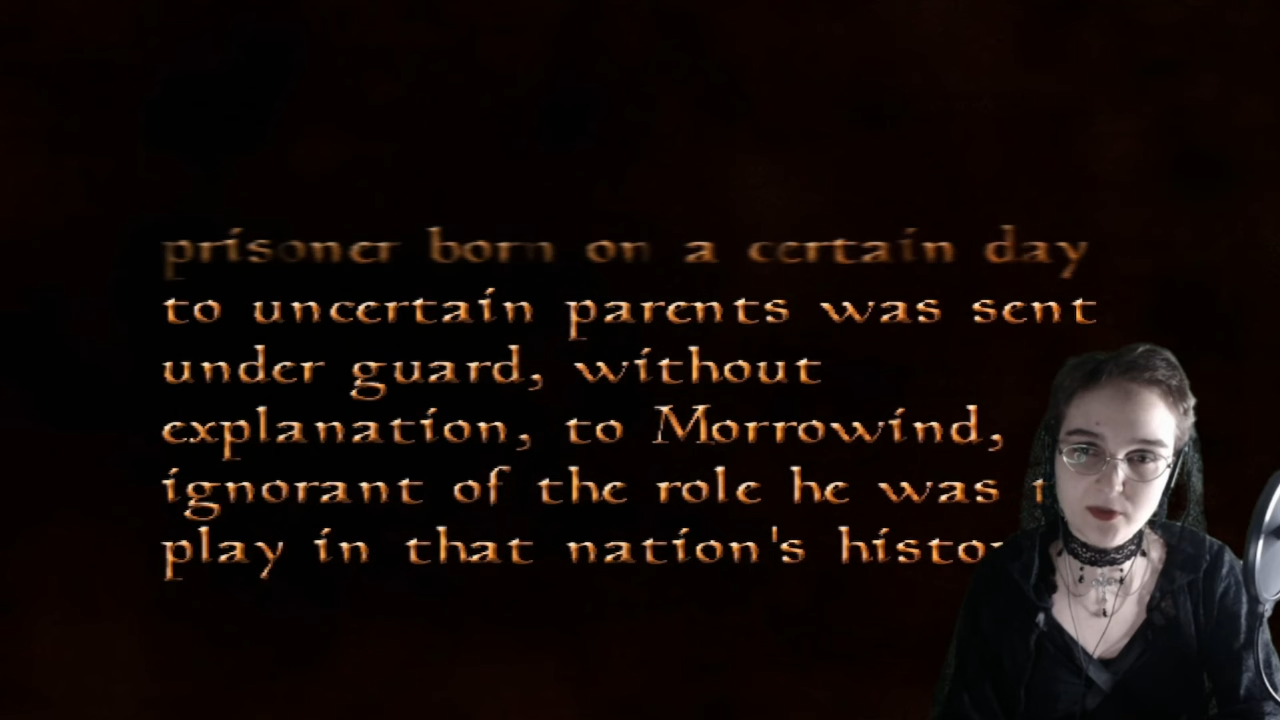 prisoner born on a certain day
to uncertain parents was sent
under guard, without
explanation, to Morrowind,
ignorant of the role he was
play in that nation's